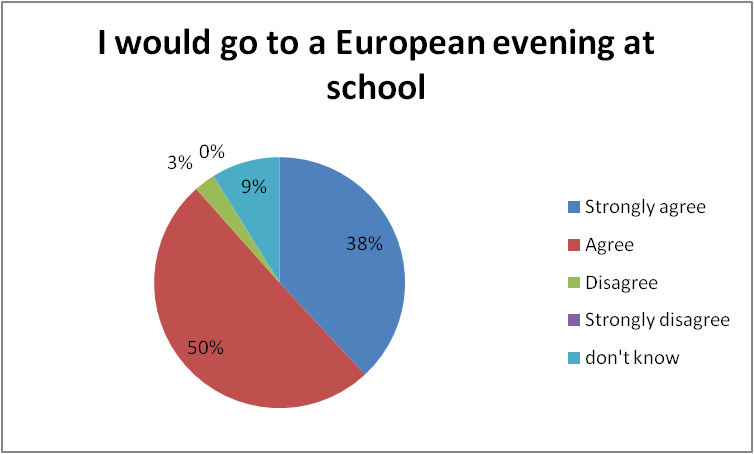 I would go to a European evening at
school
0%
3%
9%
38%
50%
Strongly agree
Agree
Disagree
Strongly disagree
don't know